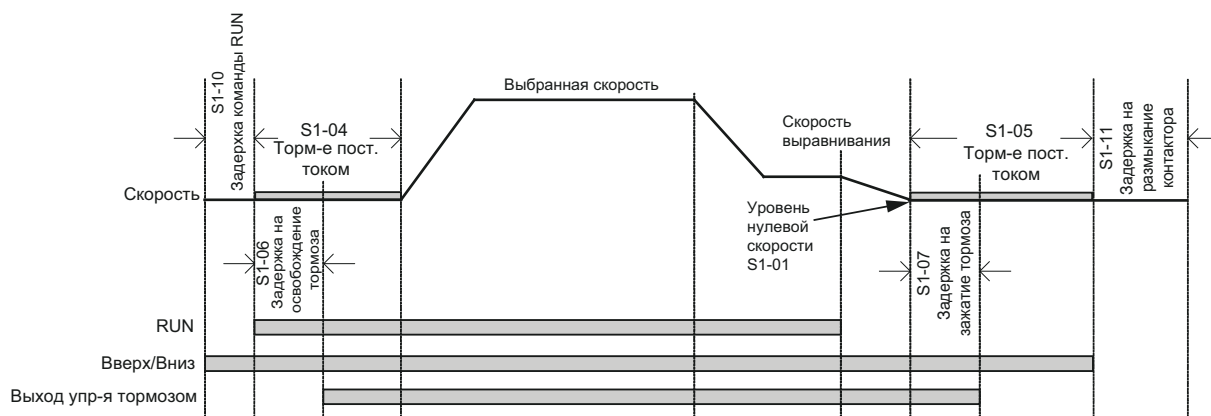 S1-10
Задержка команды RUN
S1-04
Торм-е пост.
током
Выбранная скорость
Скорость
выравнивания
S1-05
Торм-е пост.
током
S1-11
Задержка на
размыкание
контактора
Скорость
S1-06
Задержка на
освобождение
тормоза
Уровень
нулевой
скорости
S1-01
S1-07
Задержка на
зажатие тормоза
RUN
Вверх/Вниз
Выход упр-я тормозом